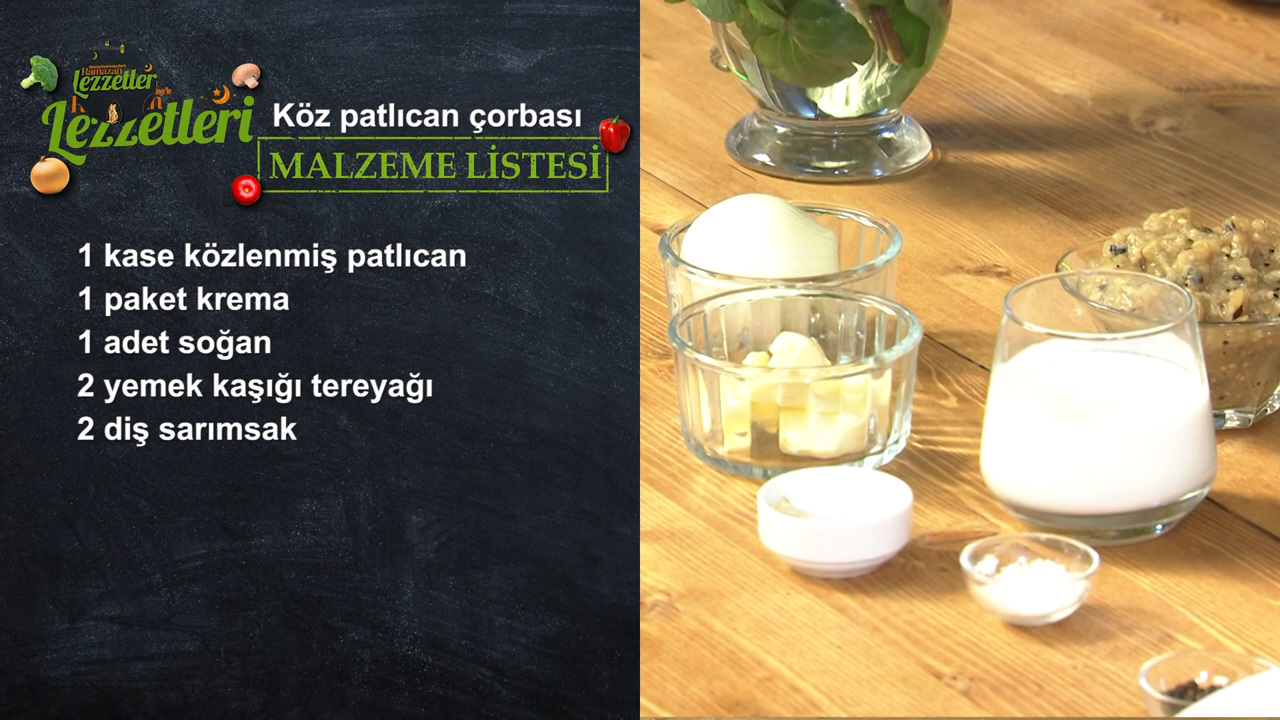 Ramazan
Lezzetler
Lezzetleri
Köz patlıcan çorbası
MALZEME LİSTESİ
1 kase közlenmiş patlıcan
1 paket krema
1 adet soğan
2 yemek kaşığı tereyağı
2 diş sarımsak